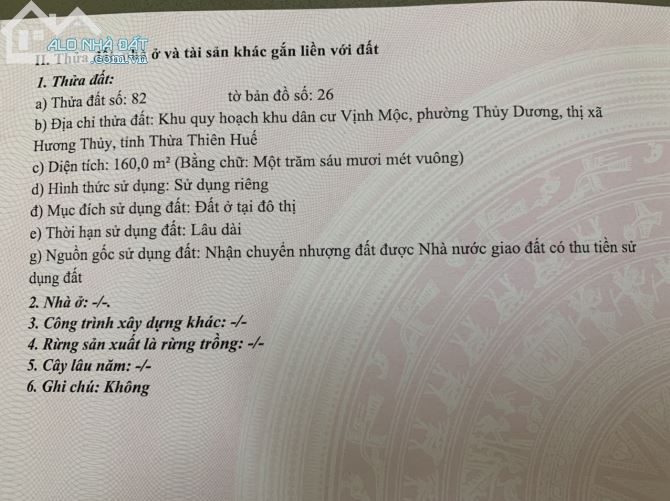 ALO NHÀ ĐẤT
II. Thửa ở và tài sản khác gắn liền với đất
1. Thửa đất:
a) Thửa đất số: 82 tờ bản đồ số: 26
b) Địa chỉ thửa đất: Khu quy hoạch khu dân cư Vịnh Mộc, phường Thủy Dương, thị xã
Hương Thủy, tỉnh Thừa Thiên Huế
c) Diện tích: 160,0 m² (Bằng chữ: Một trăm sáu mươi mét vuông)
d) Hình thức sử dụng: Sử dụng riêng
đ) Mục đích sử dụng đất: Đất ở tại đô thị
e) Thời hạn sử dụng đất: Lâu dài
g) Nguồn gốc sử dụng đất: Nhận chuyển nhượng đất được Nhà nước giao đất có thu tiền sử
dụng đất
2. Nhà ở: -/-.
3. Công trình xây dựng khác: -/-
4. Rừng sản xuất là rừng trồng: -/-
5. Cây lâu năm: -/-
6. Ghi chú: Không